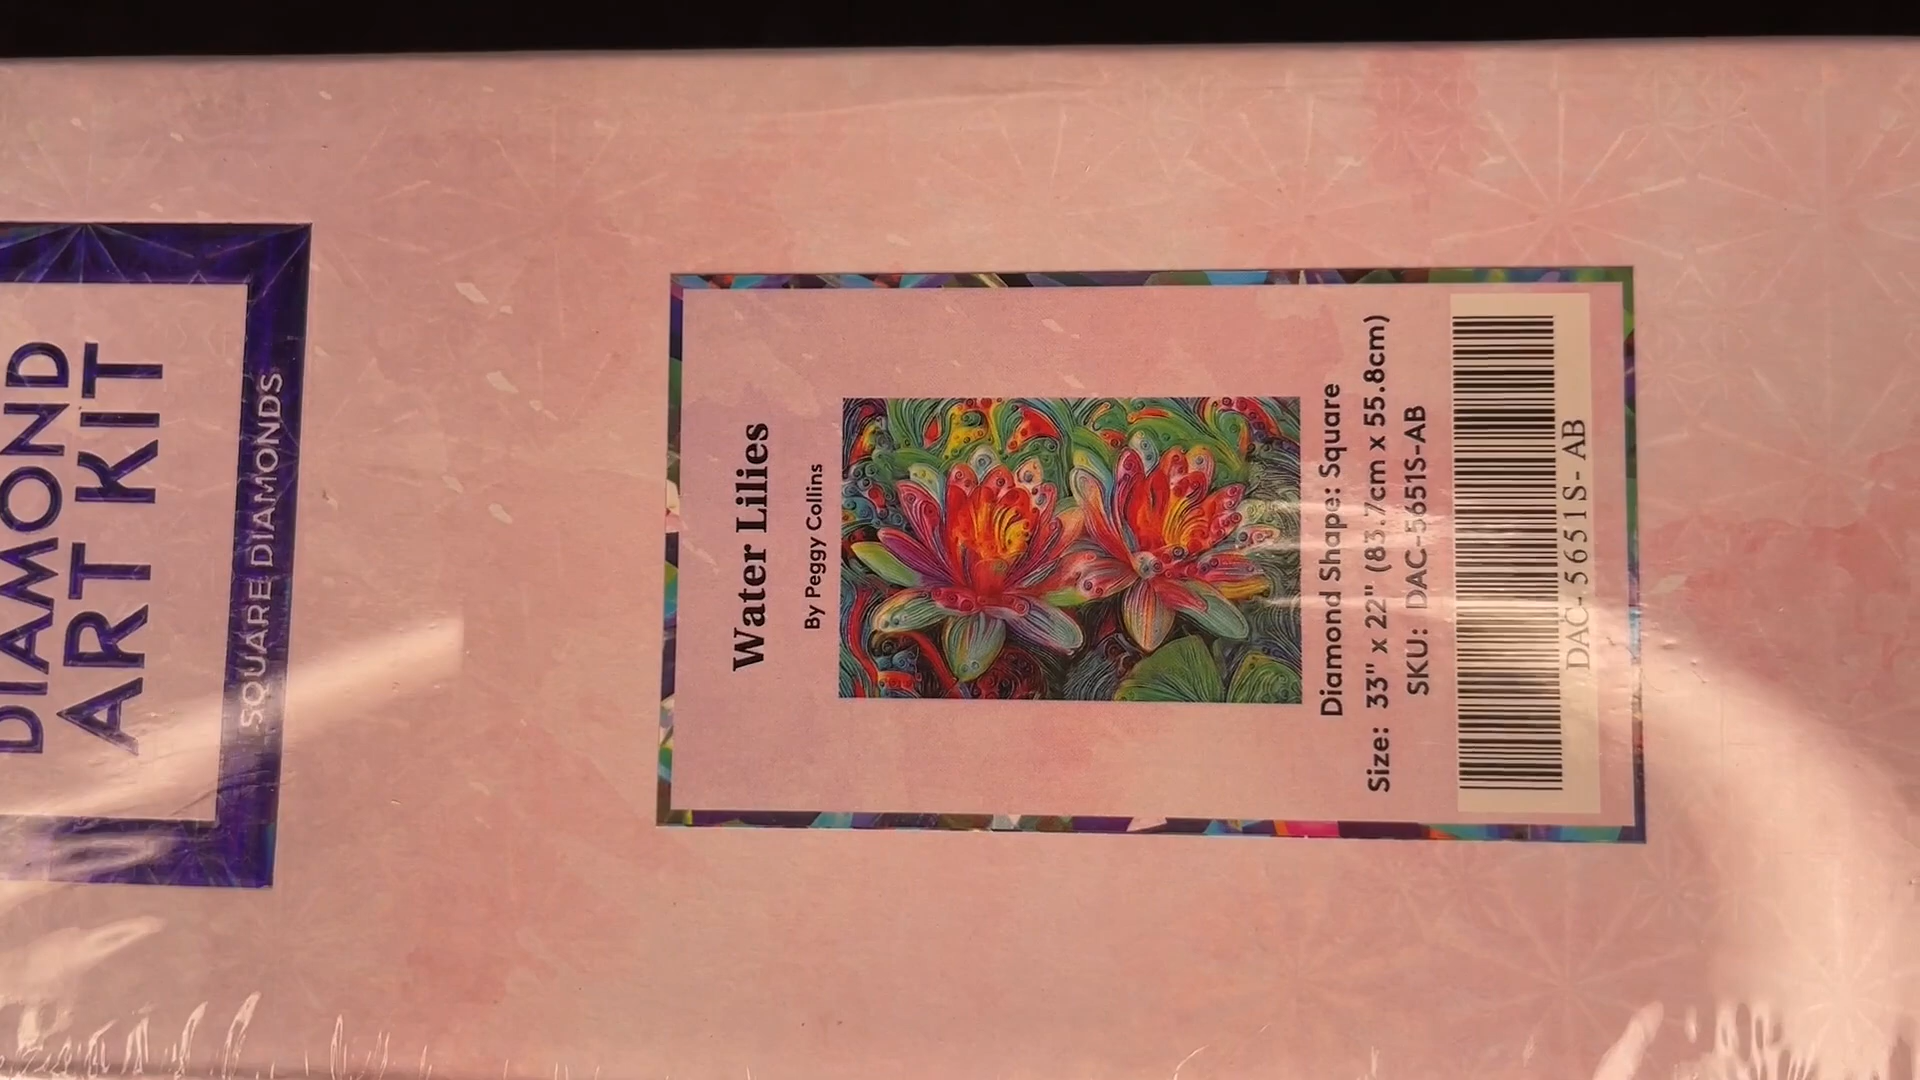 DIAMOND
ART KIT
SQUARE DIAMONDS
Water Lilies
By Peggy Collins
Diamond Shape: Square
Size: 33" x 22" (83.7cm x 55.8cm)
SKU: DAC-5651S-AB
DAC-5651S- AB